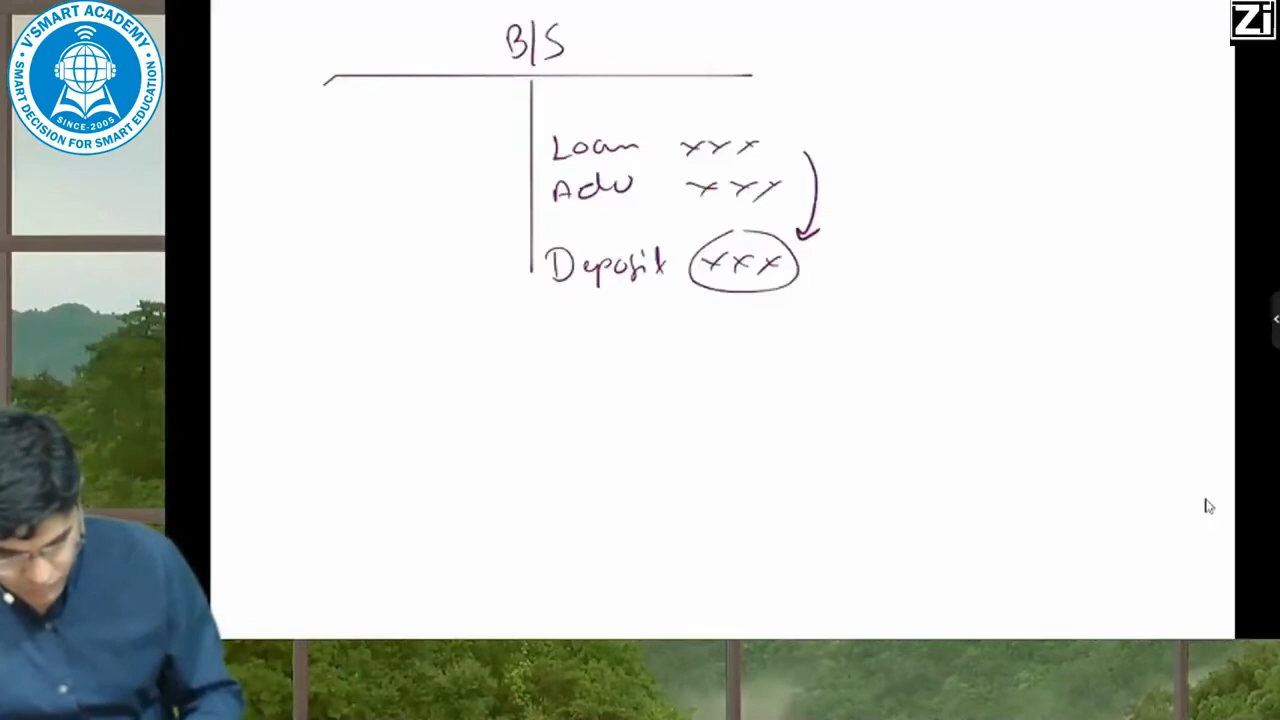 V'SMART ACADEMY
SINCE-2005
SMART DECISION FOR SMART EDUCATION
Zi
B/S
Loan xxx
Adv xxx
Deposit xxx